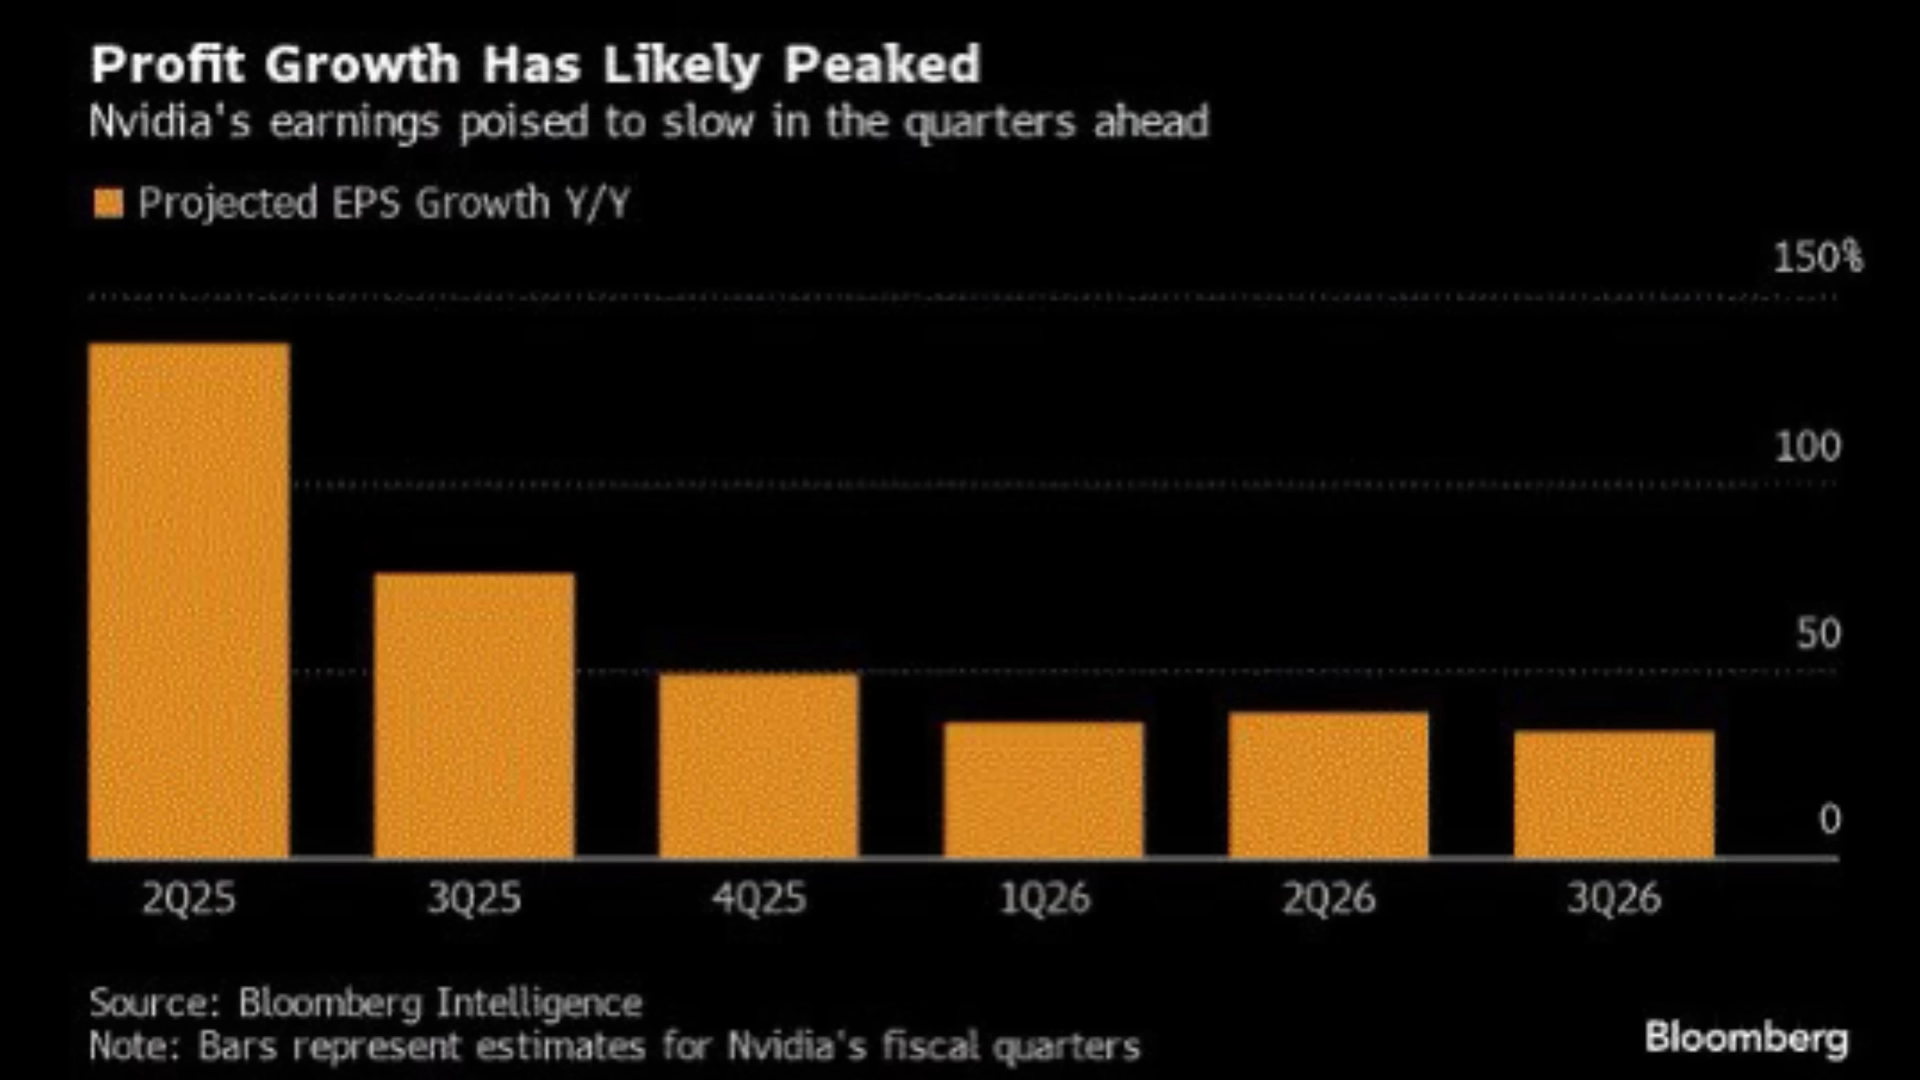 Profit Growth Has Likely Peaked
Nvidia's earnings poised to slow in the quarters ahead
Projected EPS Growth Y/Y
150%
100
50
0
2Q25 3Q25 4Q25 1Q26 2Q26 3Q26
Source: Bloomberg Intelligence
Note: Bars represent estimates for Nvidia's fiscal quarters
Bloomberg